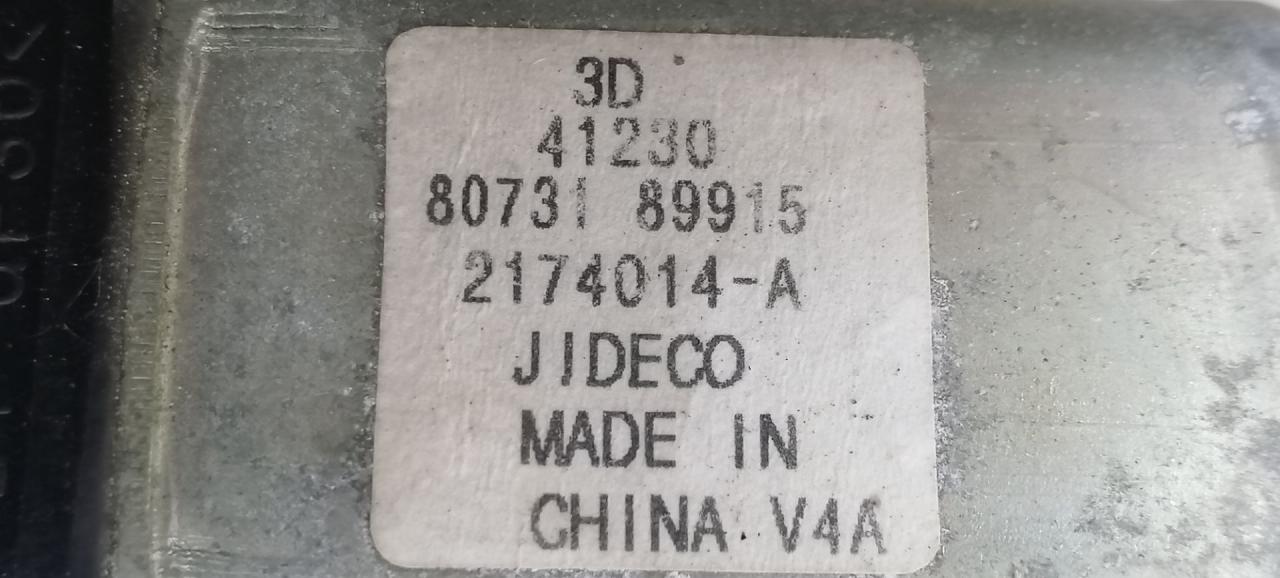 3D
41230
80731 89915
2174014-A
JIDECO
MADE IN
CHINA V4A